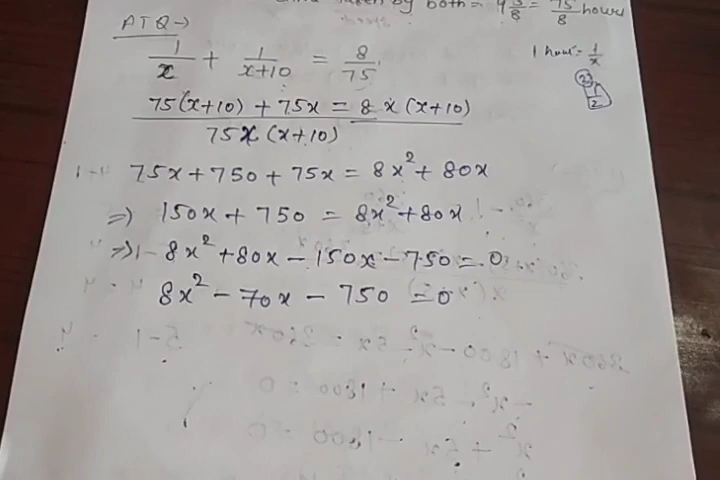 taken by both = 9 3/8 = 75/8 hours
ATQ→
1/x + 1/x+10 = 8/75
1 hour = 1/x
75(x+10) + 75x = 8x(x+10)
75x(x+10)
75x + 750 + 75x = 8x² + 80x
⇒ 150x + 750 = 8x² + 80x
⇒ 8x² + 80x - 150x - 750 = 0
8x² - 70x - 750 = 0